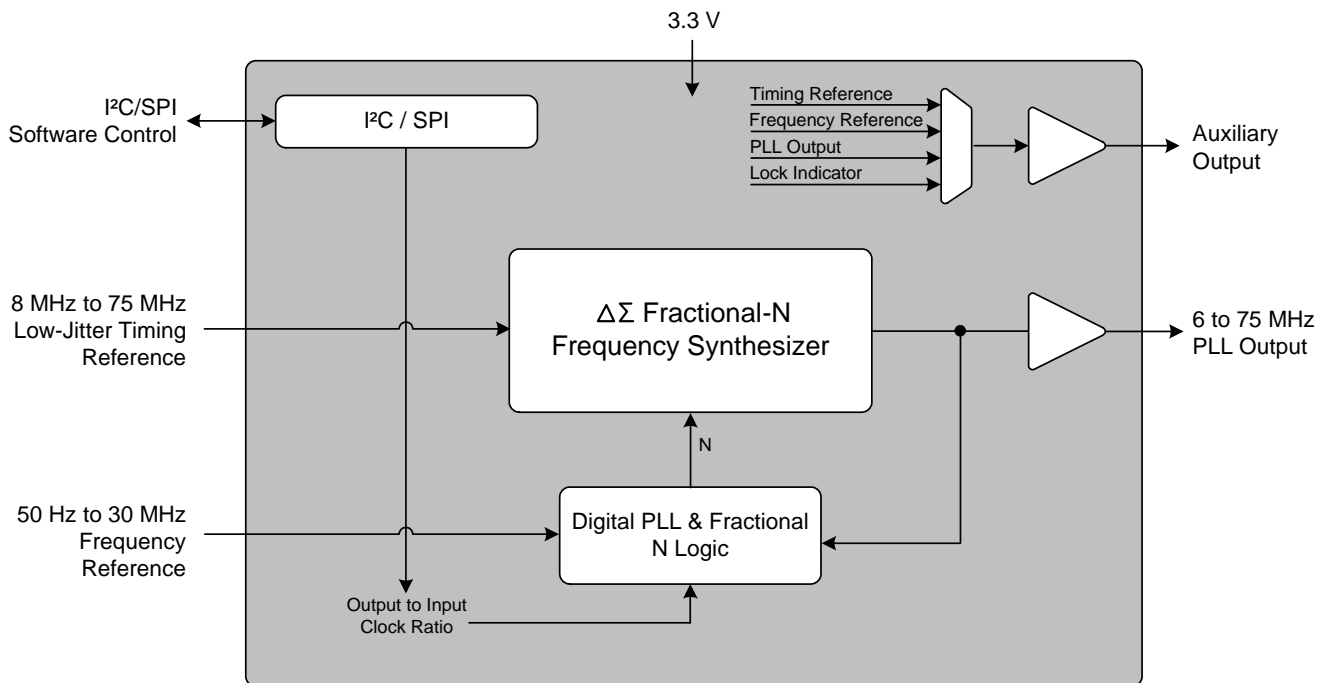 3.3 V
I²C/SPI
Software Control
I²C / SPI
Timing Reference
Frequency Reference
PLL Output
Lock Indicator
Auxiliary
Output
8 MHz to 75 MHz
Low-Jitter Timing
Reference
ΔΣ Fractional-N
Frequency Synthesizer
6 to 75 MHz
PLL Output
N
50 Hz to 30 MHz
Frequency
Reference
Digital PLL & Fractional
N Logic
Output to Input
Clock Ratio